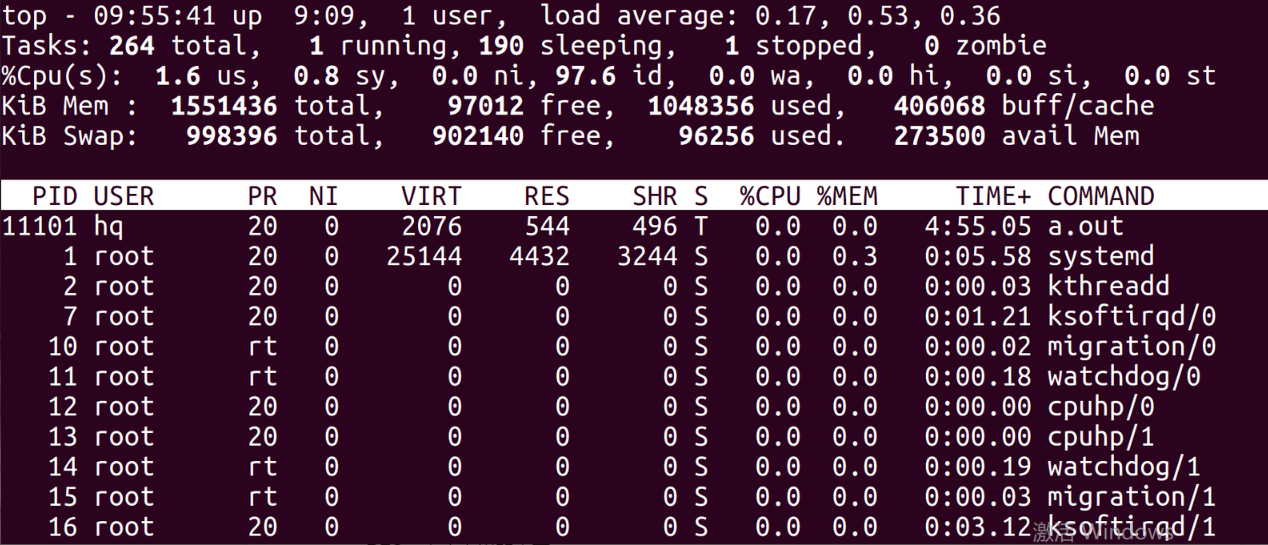 top - 09:55:41 up  9:09,  1 user,  load average: 0.17, 0.53, 0.36
Tasks: 264 total,   1 running, 190 sleeping,   1 stopped,   0 zombie
%Cpu(s):  1.6 us,  0.8 sy,  0.0 ni, 97.6 id,  0.0 wa,  0.0 hi,  0.0 si,  0.0 st
KiB Mem :  1551436 total,    97012 free,  1048356 used,   406068 buff/cache
KiB Swap:   998396 total,   902140 free,    96256 used.   273500 avail Mem
PID USER      PR  NI    VIRT    RES    SHR S  %CPU %MEM     TIME+ COMMAND
11101 hq        20   0    2076    544    496 T   0.0  0.0   4:55.05 a.out
1 root      20   0   25144   4432   3244 S   0.0  0.3   0:05.58 systemd
2 root      20   0       0      0      0 S   0.0  0.0   0:00.03 kthreadd
7 root      20   0       0      0      0 S   0.0  0.0   0:01.21 ksoftirqd/0
10 root      rt   0       0      0      0 S   0.0  0.0   0:00.02 migration/0
11 root      rt   0       0      0      0 S   0.0  0.0   0:00.18 watchdog/0
12 root      20   0       0      0      0 S   0.0  0.0   0:00.00 cpuhp/0
13 root      20   0       0      0      0 S   0.0  0.0   0:00.00 cpuhp/1
14 root      rt   0       0      0      0 S   0.0  0.0   0:00.19 watchdog/1
15 root      rt   0       0      0      0 S   0.0  0.0   0:00.03 migration/1
16 root      20   0       0      0      0 S   0.0  0.0   0:03.12 ksoftirqd/1
激活 Windows